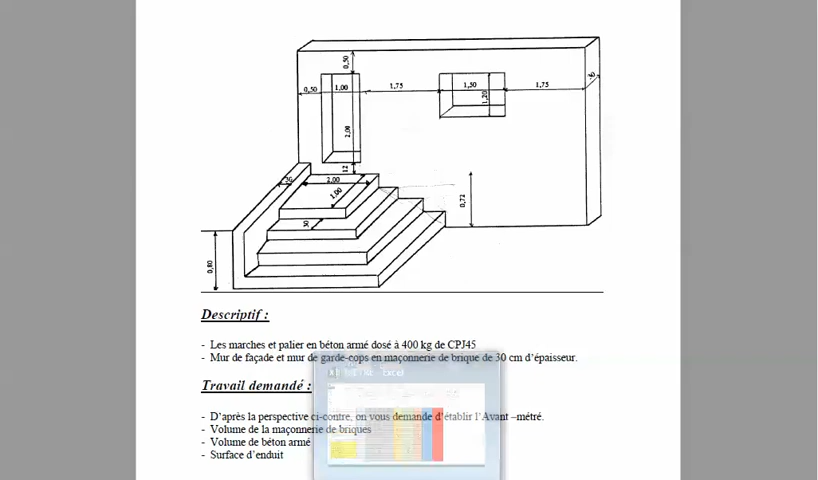 0,50
0,50
1,00
1,75
1,50
1,75
30
1,20
2,00
12
30
2,00
1,00
0,72
30
0,80
Descriptif :
- Les marches et palier en béton armé dosé à 400 kg de CPJ45
- Mur de façade et mur de garde-cops en maçonnerie de brique de 30 cm d'épaisseur.
Travail demandé :
- D'après la perspective ci-contre, on vous demande d'établir l'Avant –métré.
- Volume de la maçonnerie de briques
- Volume de béton armé
- Surface d'enduit